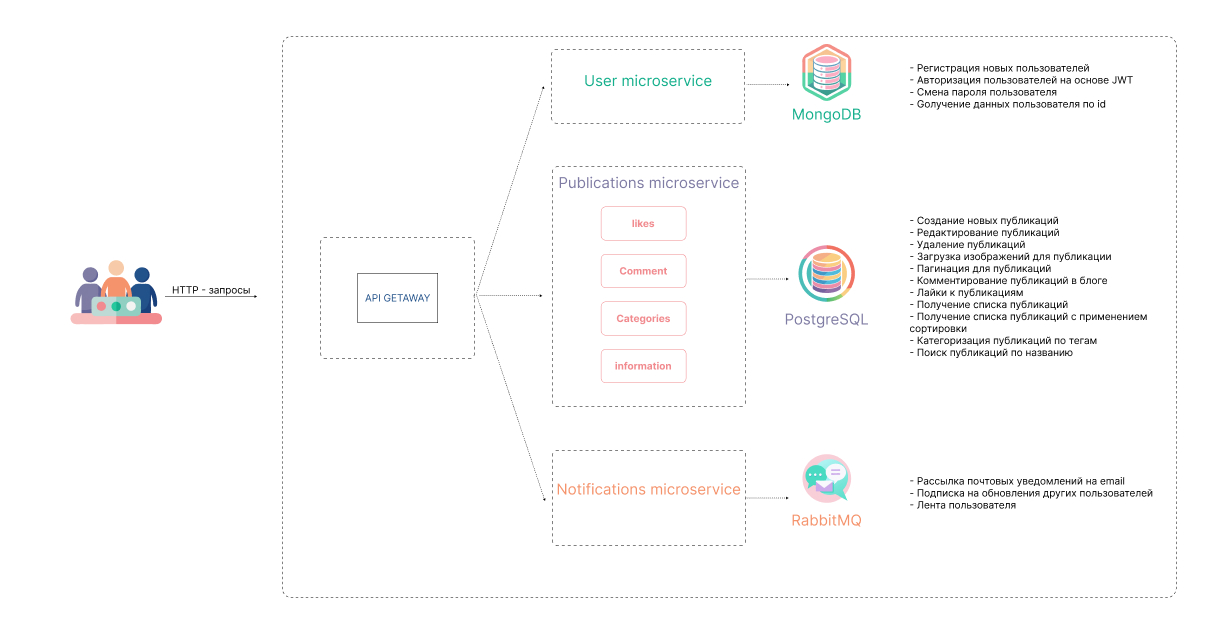 HTTP - запросы
API GETAWAY
User microservice
MongoDB
- Регистрация новых пользователей
- Авторизация пользователей на основе JWT
- Смена пароля пользователя
- Gолучение данных пользователя по id
Publications microservice
likes
Comment
Categories
information
PostgreSQL
- Создание новых публикаций
- Редактирование публикаций
- Удаление публикаций
- Загрузка изображений для публикации
- Пагинация для публикаций
- Комментирование публикаций в блоге
- Лайки к публикациям
- Получение списка публикаций
- Получение списка публикаций с применением
сортировки
- Категоризация публикаций по тегам
- Поиск публикаций по названию
Notifications microservice
RabbitMQ
- Рассылка почтовых уведомлений на email
- Подписка на обновления других пользователей
- Лента пользователя